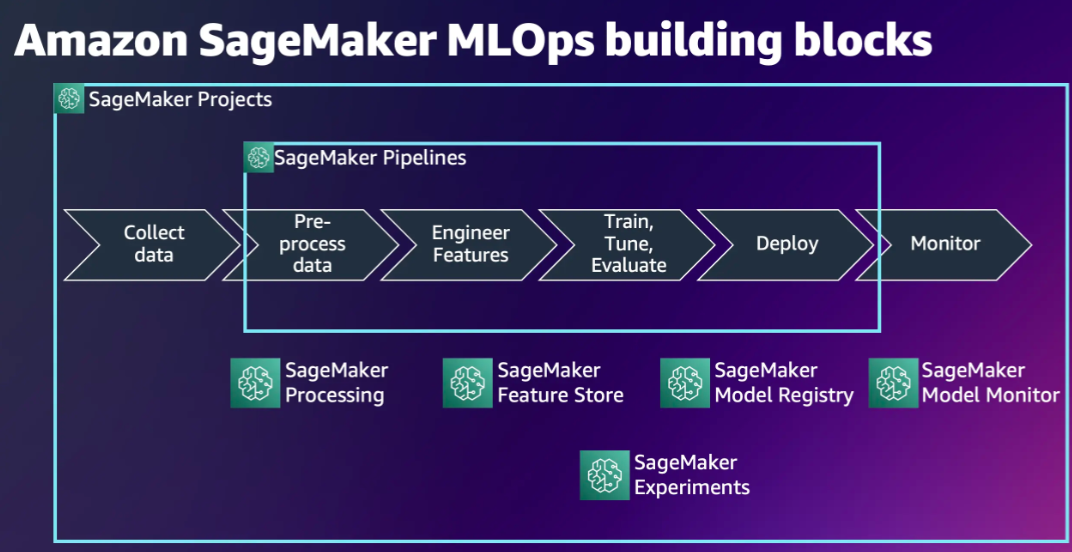 Amazon SageMaker MLOps building blocks
SageMaker Projects
SageMaker Pipelines
Collect
data
Pre-
process
data
Engineer
Features
Train,
Tune,
Evaluate
Deploy
Monitor
SageMaker
Processing
SageMaker
Feature Store
SageMaker
Model Registry
SageMaker
Model Monitor
SageMaker
Experiments